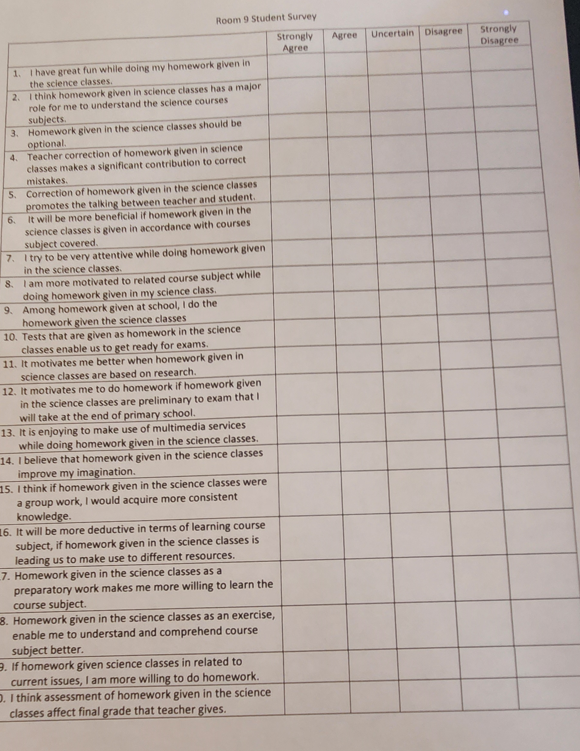 Room 9 Student Survey
Strongly Agree Agree Uncertain Disagree Strongly Disagree
1. I have great fun while doing my homework given in
the science classes.
2. I think homework given in science classes has a major
role for me to understand the science courses
subjects.
3. Homework given in the science classes should be
optional.
4. Teacher correction of homework given in science
classes makes a significant contribution to correct
mistakes.
5. Correction of homework given in the science classes
promotes the talking between teacher and student.
6. It will be more beneficial if homework given in the
science classes is given in accordance with courses
subject covered.
7. I try to be very attentive while doing homework given
in the science classes.
8. I am more motivated to related course subject while
doing homework given in my science class.
9. Among homework given at school, I do the
homework given the science classes
10. Tests that are given as homework in the science
classes enable us to get ready for exams.
11. It motivates me better when homework given in
science classes are based on research.
12. It motivates me to do homework if homework given
in the science classes are preliminary to exam that I
will take at the end of primary school.
13. It is enjoying to make use of multimedia services
while doing homework given in the science classes.
14. I believe that homework given in the science classes
improve my imagination.
15. I think if homework given in the science classes were
a group work, I would acquire more consistent
knowledge.
6. It will be more deductive in terms of learning course
subject, if homework given in the science classes is
leading us to make use to different resources.
7. Homework given in the science classes as a
preparatory work makes me more willing to learn the
course subject.
8. Homework given in the science classes as an exercise,
enable me to understand and comprehend course
subject better.
9. If homework given science classes in related to
current issues, I am more willing to do homework.
0. I think assessment of homework given in the science
classes affect final grade that teacher gives.